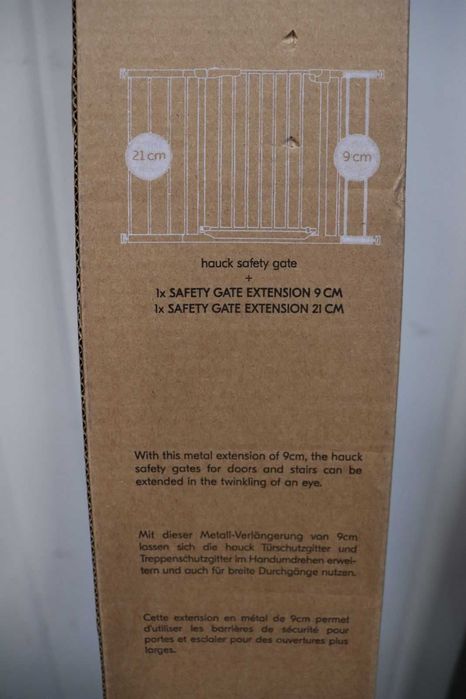 21 cm
9 cm
hauck safety gate
+
1x SAFETY GATE EXTENSION 9 CM
1x SAFETY GATE EXTENSION 21 CM
With this metal extension of 9cm, the hauck
safety gates for doors and stairs can be
extended in the twinkling of an eye.
Mit dieser Metall-Verlängerung von 9cm
lassen sich die hauck Türschutzgitter und
Treppenschutzgitter im Handumdrehen erwei-
tern und auch für breite Durchgänge nutzen.
Cette extension en métal de 9cm permet
d'utiliser les barrières de sécurité pour
portes et escalier pour des ouvertures plus
larges.